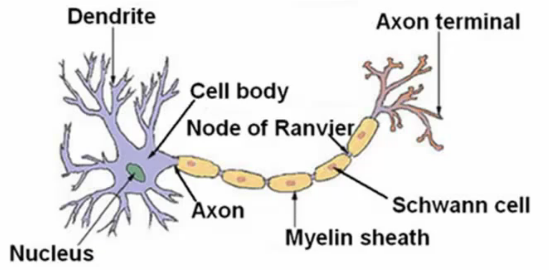 Dendrite
Axon terminal
Cell body
Node of Ranvier
Axon
Schwann cell
Myelin sheath
Nucleus